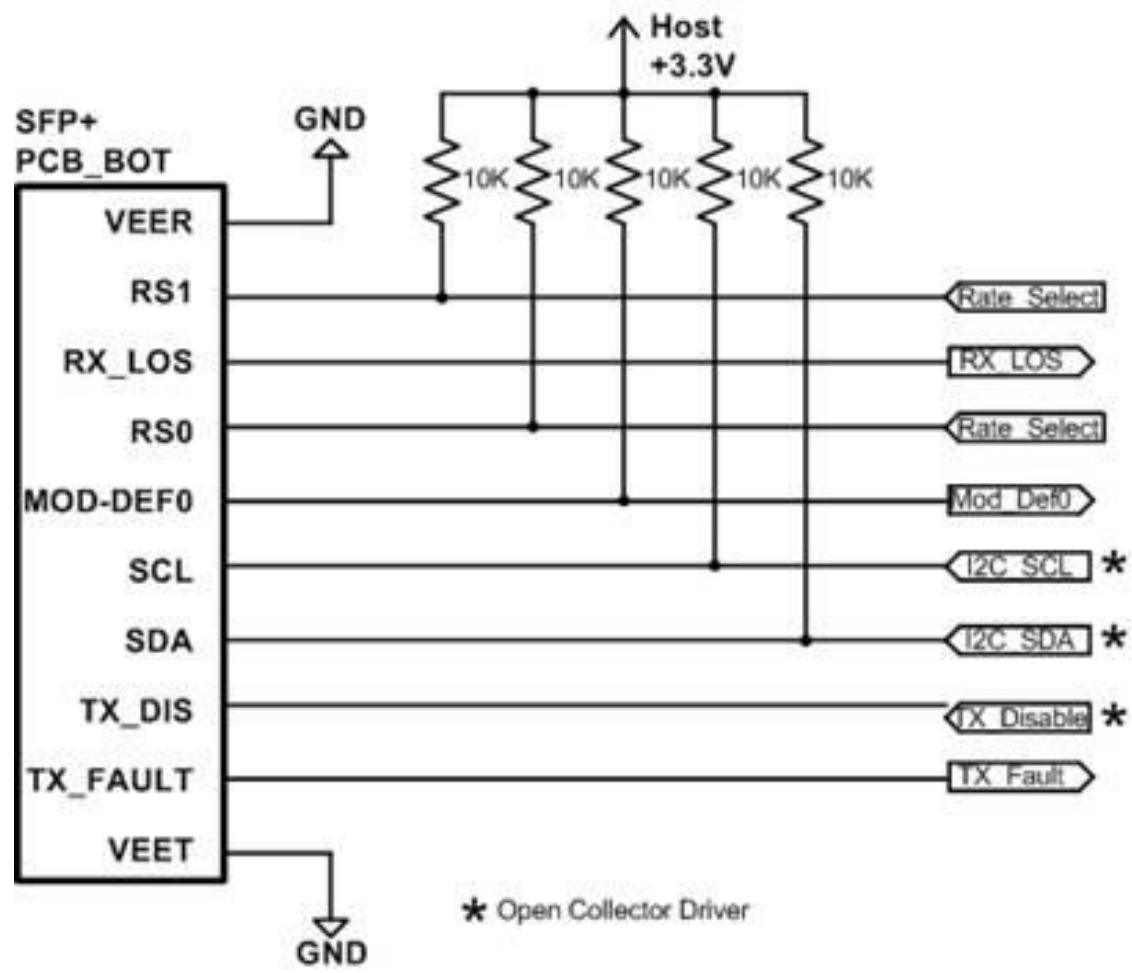 Host
+3.3V
SFP+
PCB_BOT
GND
10K 10K 10K 10K 10K
VEER
RS1
Rate Select
RX_LOS
RX LOS
RS0
Rate Select
MOD-DEF0
Mod Def0
SCL
I2C SCL *
SDA
I2C SDA *
TX_DIS
TX Disable *
TX_FAULT
TX Fault
VEET
* Open Collector Driver
GND